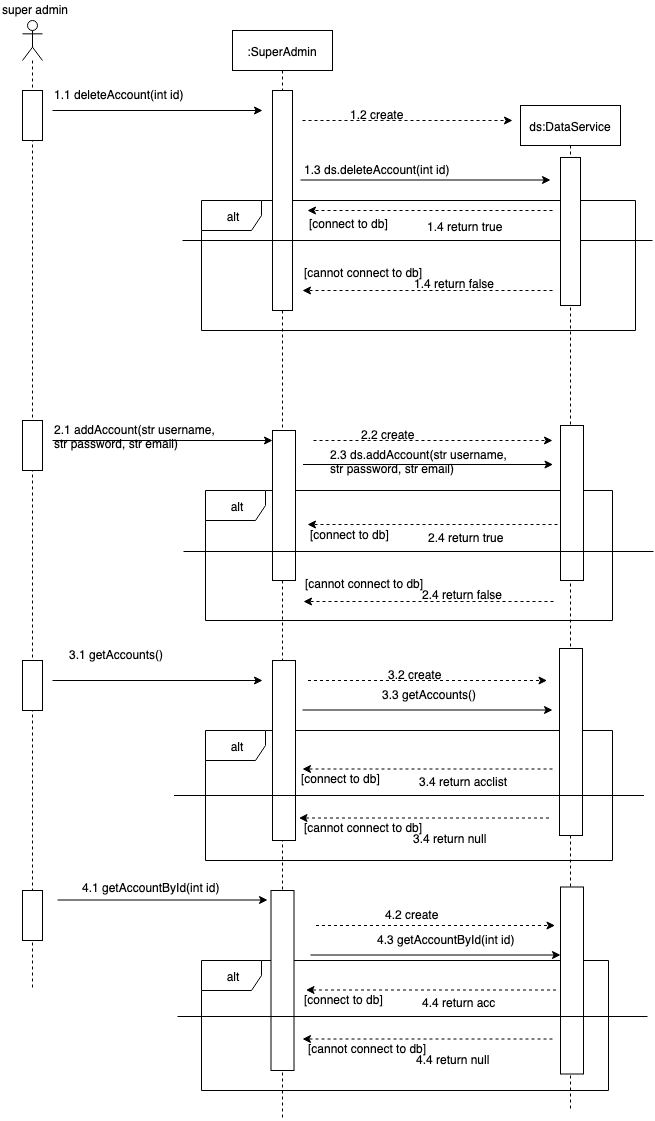 super admin
:SuperAdmin
1.1 deleteAccount(int id)
1.2 create
ds:DataService
1.3 ds.deleteAccount(int id)
alt
[connect to db]
1.4 return true
[cannot connect to db]
1.4 return false
2.1 addAccount(str username,
str password, str email)
2.2 create
2.3 ds.addAccount(str username,
str password, str email)
alt
[connect to db]
2.4 return true
[cannot connect to db]
2.4 return false
3.1 getAccounts()
3.2 create
3.3 getAccounts()
alt
[connect to db]
3.4 return acclist
[cannot connect to db]
3.4 return null
4.1 getAccountById(int id)
4.2 create
4.3 getAccountById(int id)
alt
[connect to db]
4.4 return acc
[cannot connect to db]
4.4 return null